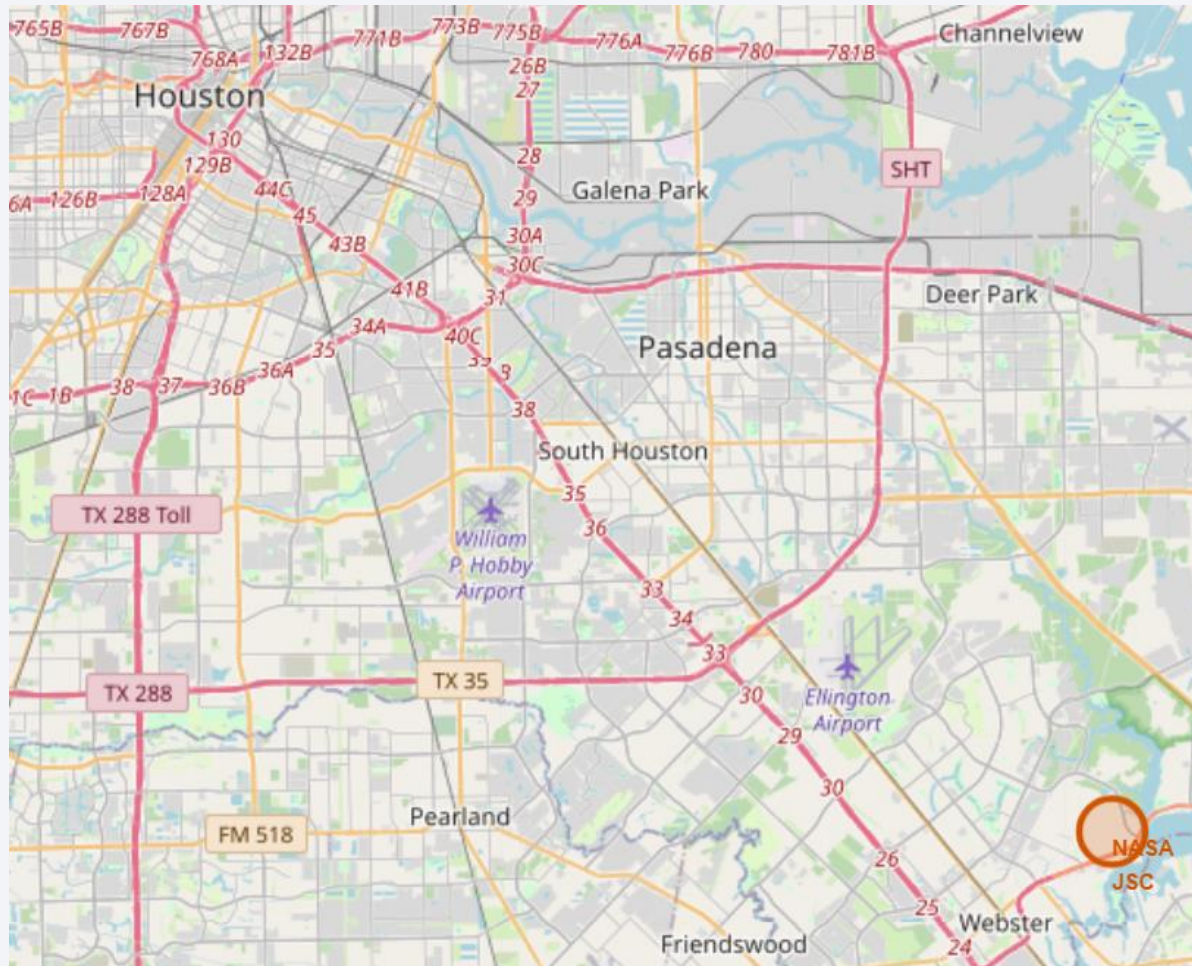 765B
767B
768A
132B
771B
773B
775B
776A
776B
780
781B
Channelview
26B
27
Houston
130
129B
28
SHT
6A
126B
128A
44C
29
Galena Park
45
43B
30A
30C
41B
31
Deer Park
34A
40C
35
Pasadena
36A
1C
1B
38
37
36B
38
South Houston
35
TX 288 Toll
36
William
P. Hobby
Airport
33
34
33
TX 35
TX 288
30
Ellington
Airport
29
30
Pearland
FM 518
NASA
JSC
26
25
Webster
24
Friendswood